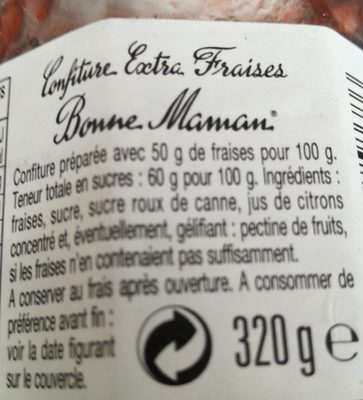 Confiture Extra Fraises
Bonne Maman®
Confiture préparée avec 50 g de fraises pour 100 g.
Teneur totale en sucres : 60 g pour 100 g. Ingrédients :
fraises, sucre, sucre roux de canne, jus de citrons
concentré et, éventuellement, gélifiant : pectine de fruits,
si les fraises n'en contenaient pas suffisamment.
A conserver au frais après ouverture. A consommer de
préférence avant fin :
voir la date figurant
sur le couvercle.
320 g e